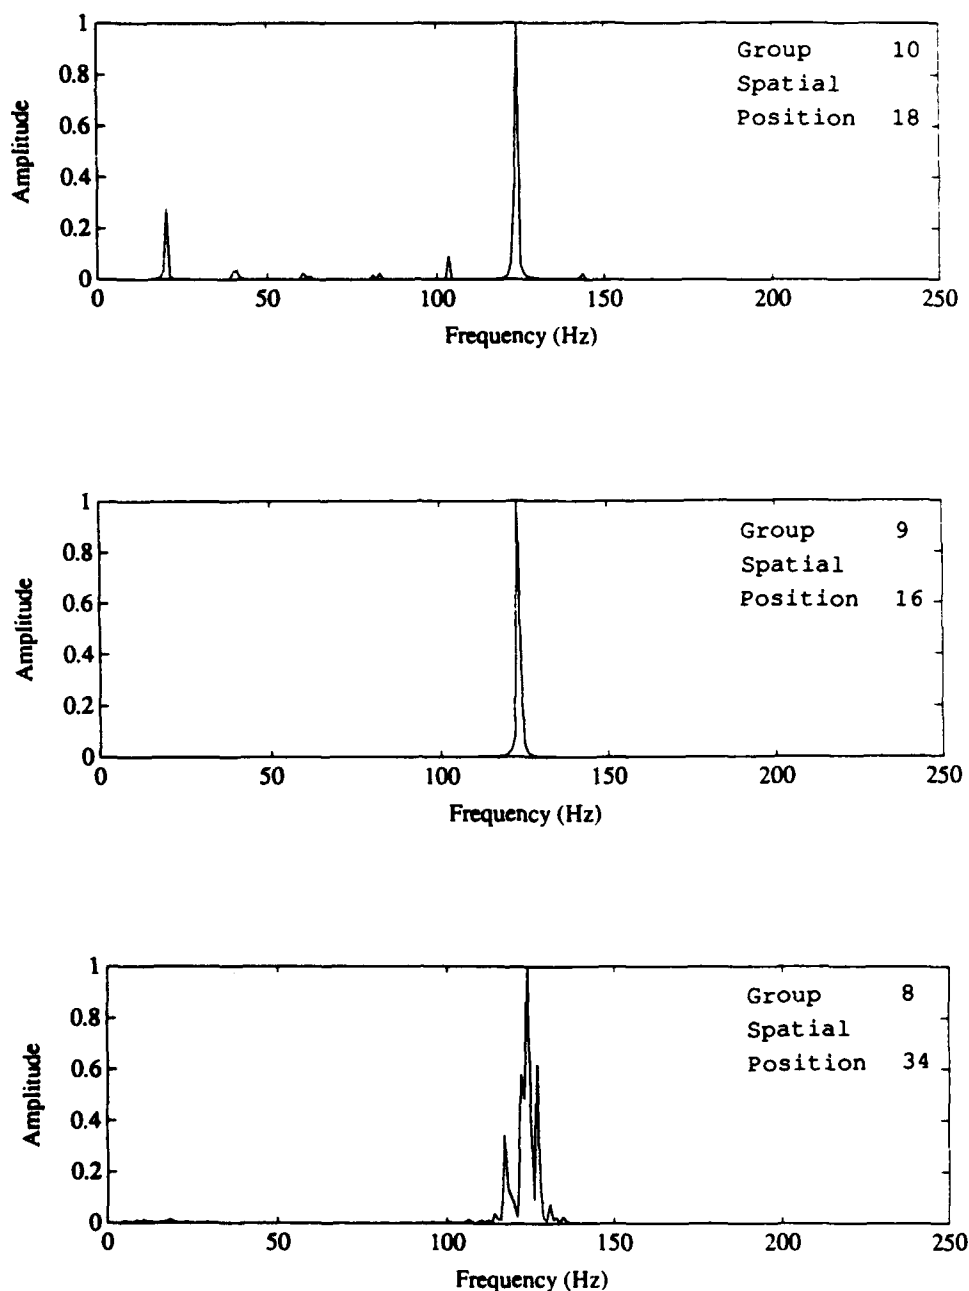 1
0.8
0.6
0.4
0.2
0
Amplitude
Group 10
Spatial
Position 18
0 50 100 150 200 250
Frequency (Hz)
1
0.8
0.6
0.4
0.2
0
Amplitude
Group 9
Spatial
Position 16
0 50 100 150 200 250
Frequency (Hz)
1
0.8
0.6
0.4
0.2
0
Amplitude
Group 8
Spatial
Position 34
0 50 100 150 200 250
Frequency (Hz)